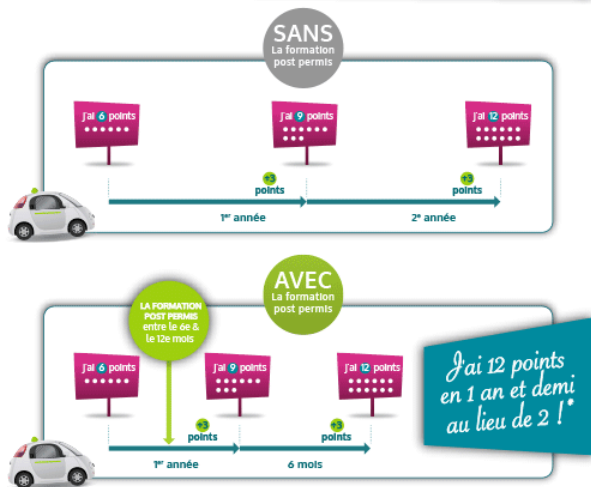 SANS
La formation
post permis
J'ai 6 points
J'ai 9 points
J'ai 12 points
+3
points
+3
points
1er année
2e année
AVEC
La formation
post permis
LA FORMATION
POST PERMIS
entre le 6e &
le 12e mois
J'ai 6 points
J'ai 9 points
J'ai 12 points
+3
points
+3
points
1er année
6 mois
J'ai 12 points
en 1 an et demi
au lieu de 2 !*